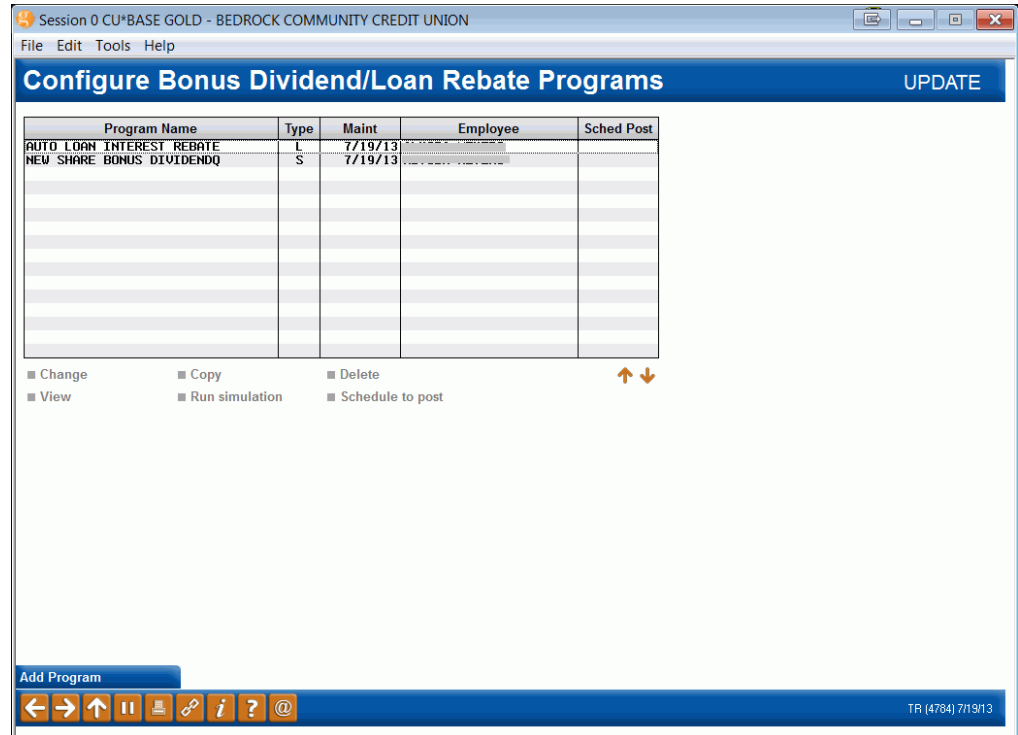 Session 0 CU*BASE GOLD - BEDROCK COMMUNITY CREDIT UNION
File Edit Tools Help
Configure Bonus Dividend/Loan Rebate Programs UPDATE
Program Name Type Maint Employee Sched Post
AUTO LOAN INTEREST REBATE L 7/19/13
NEW SHARE BONUS DIVIDENDQ S 7/19/13
Change Copy Delete
View Run simulation Schedule to post
Add Program
i ? @
TR (4784) 7/19/13